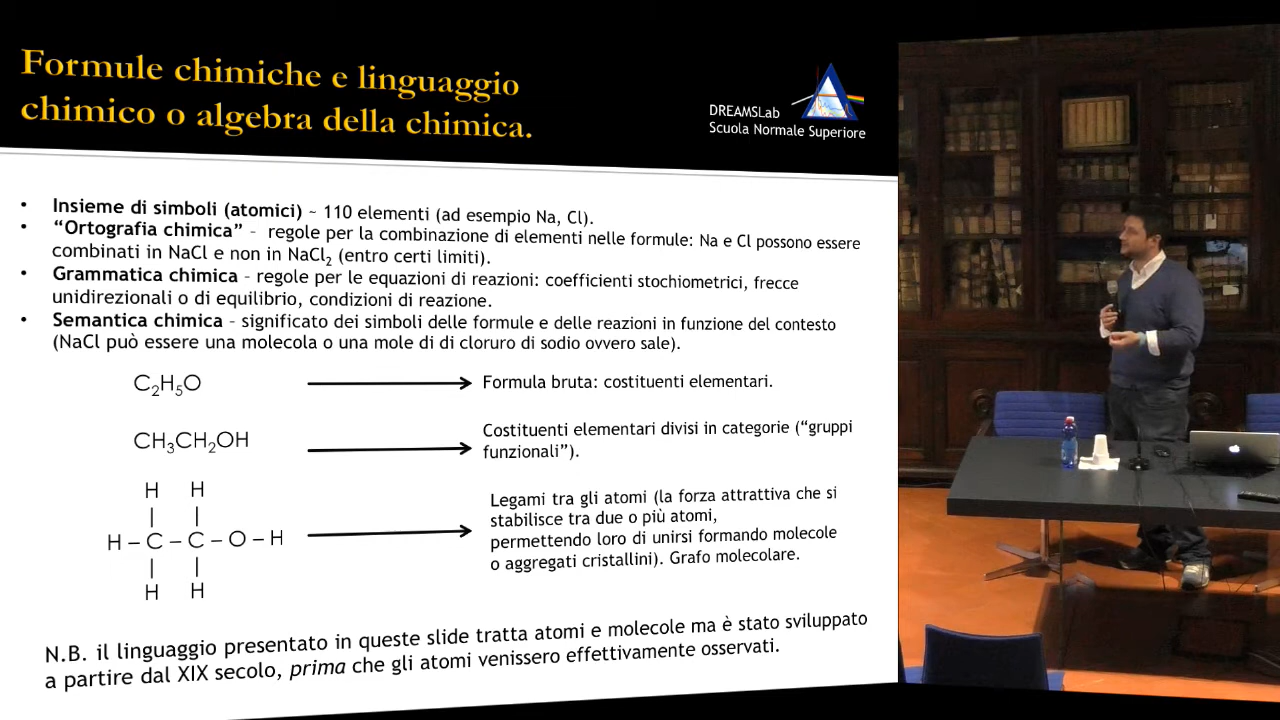 Formule chimiche e linguaggio
chimico o algebra della chimica.
DREAMSLab
Scuola Normale Superiore
• Insieme di simboli (atomici) ~ 110 elementi (ad esempio Na, Cl).
• “Ortografia chimica” – regole per la combinazione di elementi nelle formule: Na e Cl possono essere
combinati in NaCl e non in NaCl₂ (entro certi limiti).
• Grammatica chimica – regole per le equazioni di reazioni: coefficienti stochiometrici, frecce
unidirezionali o di equilibrio, condizioni di reazione.
• Semantica chimica – significato dei simboli delle formule e delle reazioni in funzione del contesto
(NaCl può essere una molecola o una mole di di cloruro di sodio ovvero sale).
C₂H₅O
Formula bruta: costituenti elementari.
CH₃CH₂OH
Costituenti elementari divisi in categorie (“gruppi
funzionali”).
H H
H – C – C – O – H
H H
Legami tra gli atomi (la forza attrattiva che si
stabilisce tra due o più atomi,
permettendo loro di unirsi formando molecole
o aggregati cristallini). Grafo molecolare.
N.B. il linguaggio presentato in queste slide tratta atomi e molecole ma è stato sviluppato
a partire dal XIX secolo, prima che gli atomi venissero effettivamente osservati.